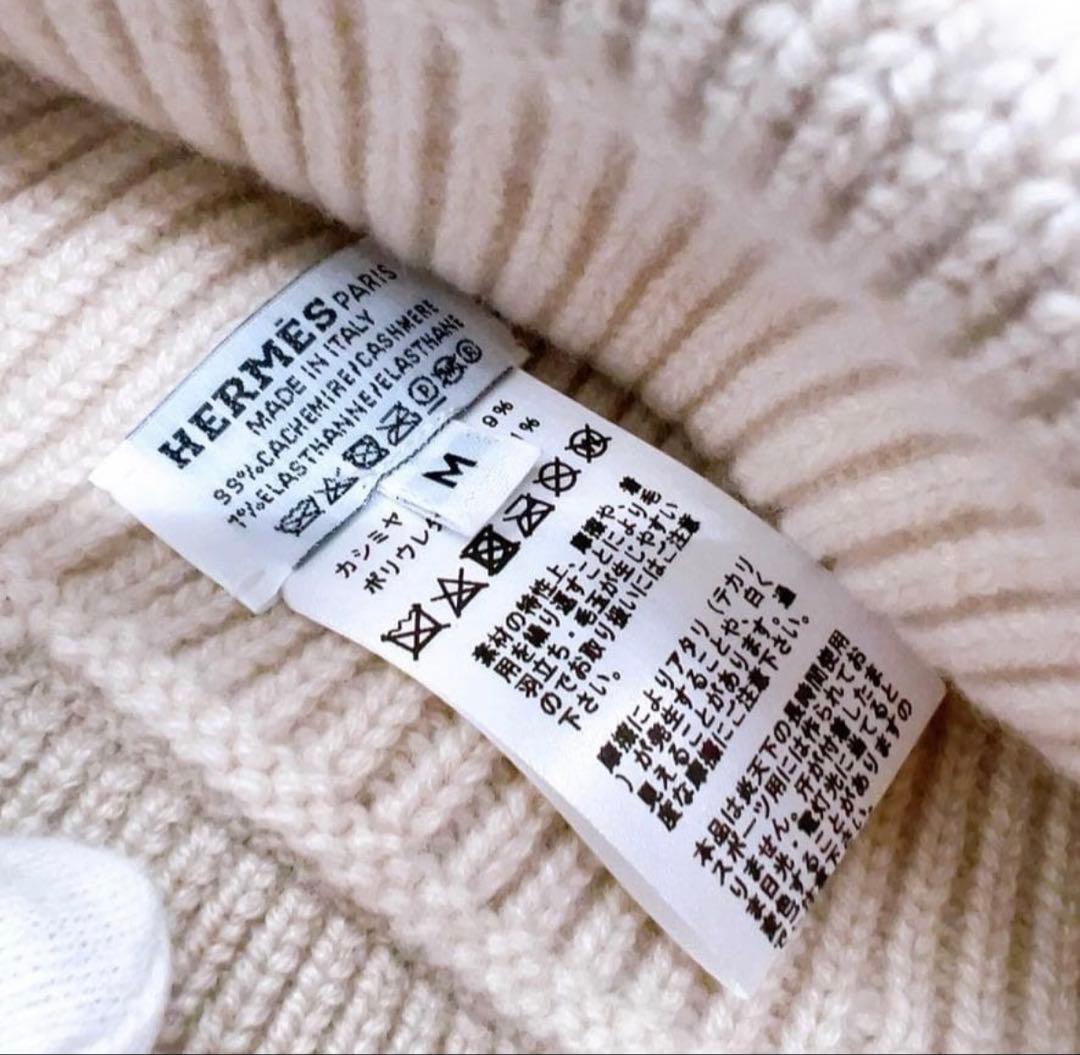 HERMÈS PARIS
MADE IN ITALY
99%CACHEMIRE/CASHMERE
1%ELASTHANNE/ELASTHANE
M
カシミヤ 9%
ポリウレタ 1%
素材の特性上、摩擦や、着
用を繰り返すことにより、毛
羽立ち・毛玉が生じやすい
のでお取り扱いにはご注意
下さい。
摩擦によりアタリ（テカリ
）が発生することや、白く
見えることがあります。過
度な摩擦にご注意下さい。
本品は炎天下の長時間使用
スポーツ用には作られてお
りません。汗が付着したま
ま日光・電灯光に当てると
変色することがありますの